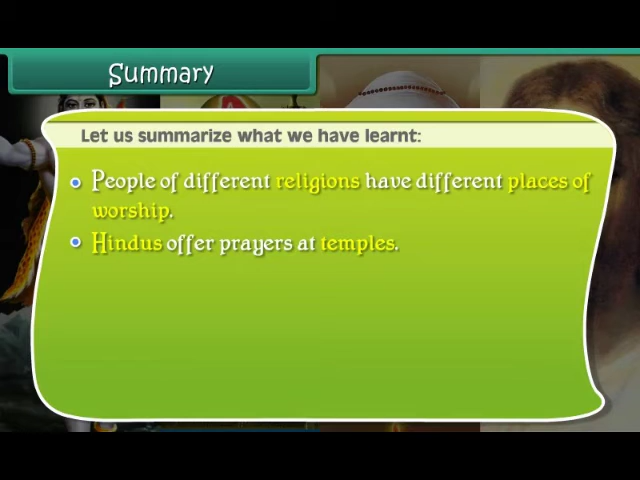 Summary
Let us summarize what we have learnt:
People of different religions have different places of
worship.
Hindus offer prayers at temples.